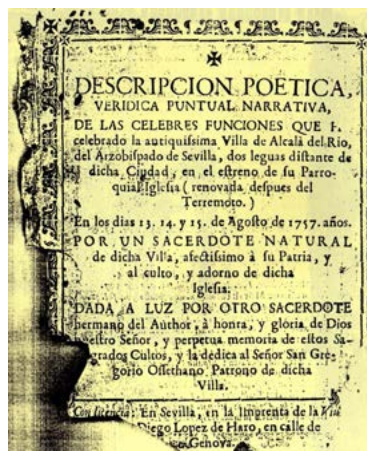 DESCRIPCION POETICA,
VERIDICA PUNTUAL NARRATIVA,
DE LAS CELEBRES FUNCIONES QUE
celebrado la antiquissima Villa de Alcalà del Rio,
del Arzobispado de Sevilla, dos leguas distante de
dicha Ciudad, en el estreno de su Parro-
quial Iglesia (renovada despues del
Terremoto.)
En los dias 13. 14. y 15. de Agosto de 1757. años.
POR UN SACERDOTE NATURAL
de dicha Villa, afectissimo à su Patria, y
al culto, y adorno de dicha
Iglesia.
DADA A LUZ POR OTRO SACERDOTE
hermano del Author, à honra, y gloria de Dios
estro Señor, y perpetua memoria de estos Sa-
grados Cultos, y la dedica al Señor San Gre-
gorio Ossethano Patrono de dicha
Villa.
Con licencia: En Sevilla, en la Imprenta de la
Diego Lopez de Haro, en calle de
Genova.